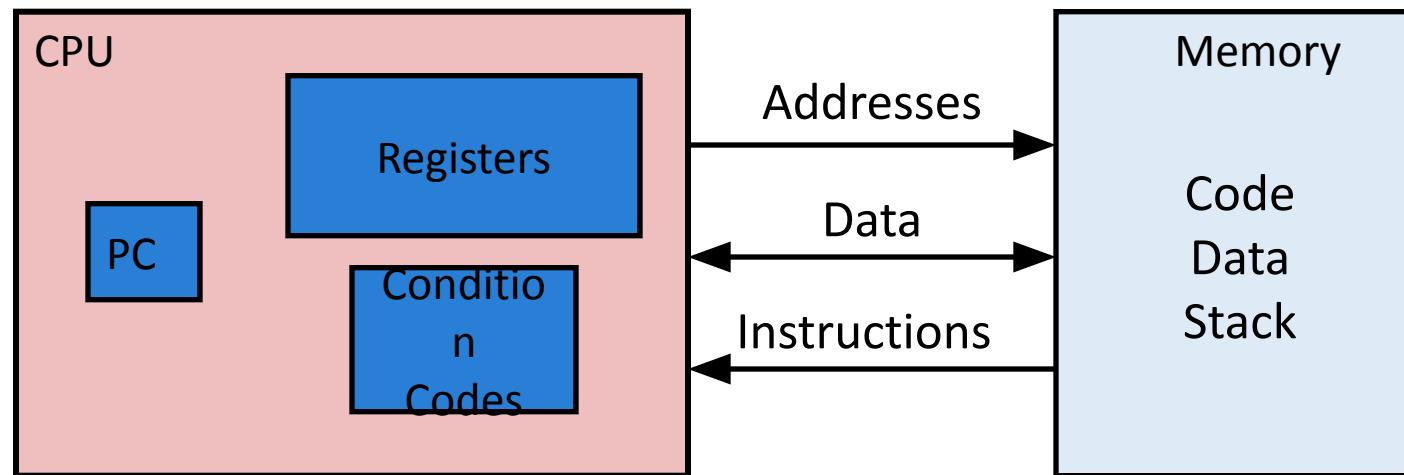 CPU
Registers
PC
Conditio
n
Codes
Addresses
Data
Instructions
Memory
Code
Data
Stack